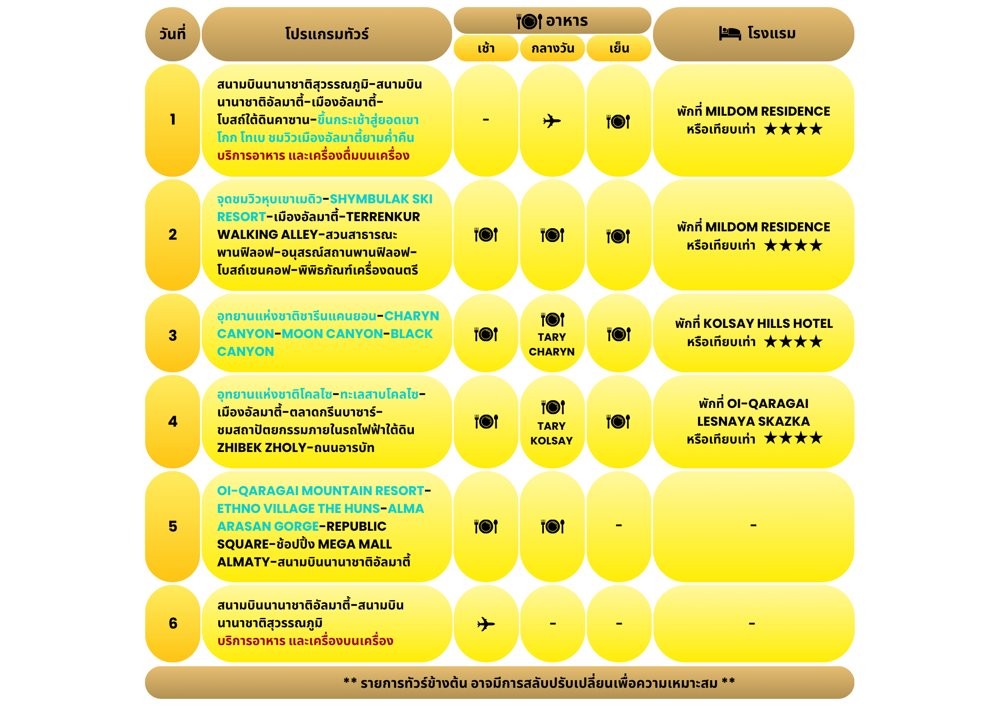 วันที่
โปรแกรมทัวร์
อาหาร
โรงแรม
เช้า
กลางวัน
เย็น
1
สนามบินนานาชาติสุวรรณภูมิ-สนามบิน
นานาชาติอัลมาตี้-เมืองอัลมาตี้-
โบสถ์ใต้ดินคาซาน-ขึ้นกระเช้าสู่ยอดเขา
โกก โทเบ ชมวิวเมืองอัลมาตี้ยามค่ำคืน
บริการอาหาร และเครื่องดื่มบนเครื่อง
-
พักที่ MILDOM RESIDENCE
หรือเทียบเท่า ★★★★
2
จุดชมวิวหุบเขาเมดิว-SHYMBULAK SKI
RESORT-เมืองอัลมาตี้-TERRENKUR
WALKING ALLEY-สวนสาธารณะ
พานฟิลอฟ-อนุสรณ์สถานพานฟิลอฟ-
โบสถ์เซนคอฟ-พิพิธภัณฑ์เครื่องดนตรี
พักที่ MILDOM RESIDENCE
หรือเทียบเท่า ★★★★
3
อุทยานแห่งชาติชารีนแคนยอน-CHARYN
CANYON-MOON CANYON-BLACK
CANYON
TARY
CHARYN
พักที่ KOLSAY HILLS HOTEL
หรือเทียบเท่า ★★★★
4
อุทยานแห่งชาติโคลไซ-ทะเลสาบโคลไซ-
เมืองอัลมาตี้-ตลาดกรีนบาซาร์-
ชมสถาปัตยกรรมภายในรถไฟฟ้าใต้ดิน
ZHIBEK ZHOLY-ถนนอารบัท
TARY
KOLSAY
พักที่ OI-QARAGAI
LESNAYA SKAZKA
หรือเทียบเท่า ★★★★
5
OI-QARAGAI MOUNTAIN RESORT-
ETHNO VILLAGE THE HUNS-ALMA
ARASAN GORGE-REPUBLIC
SQUARE-ช้อปปิ้ง MEGA MALL
ALMATY-สนามบินนานาชาติอัลมาตี้
-
-
6
สนามบินนานาชาติอัลมาตี้-สนามบิน
นานาชาติสุวรรณภูมิ
บริการอาหาร และเครื่องบนเครื่อง
-
-
-
** รายการทัวร์ข้างต้น อาจมีการสลับปรับเปลี่ยนเพื่อความเหมาะสม **